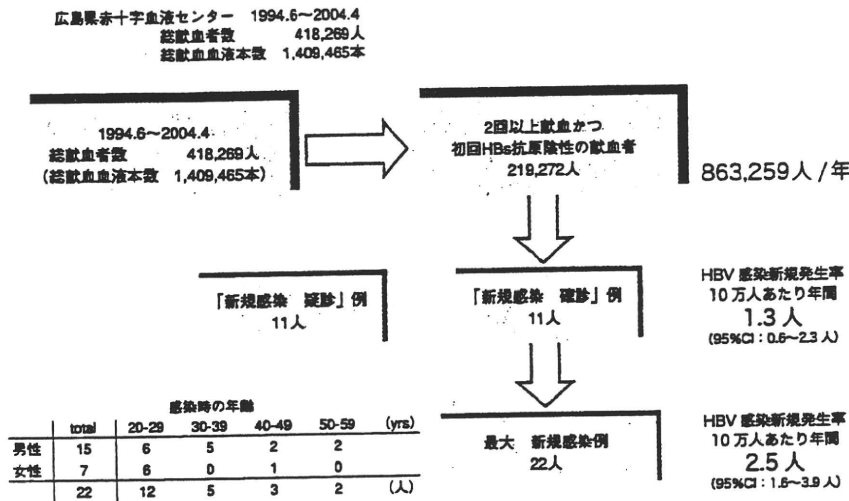 広島県赤十字血液センター 1994.6～2004.4
総献血者数 418,269人
総献血血液本数 1,409,465本
1994.6～2004.4
総献血者数 418,269人
(総献血血液本数 1,409,465本)
2回以上献血かつ
初回HBs抗原陰性の献血者
219,272人
863,259人/年
「新規感染 疑診」例
11人
「新規感染 確診」例
11人
HBV 感染新規発生率
10万人あたり年間
1.3人
(95%CI：0.6～2.3人)
感染時の年齢
total 20-29 30-39 40-49 50-59 (yrs)
男性 15 6 5 2 2
女性 7 6 0 1 0
22 12 5 3 2 (人)
最大 新規感染例
22人
HBV 感染新規発生率
10万人あたり年間
2.5人
(95%CI：1.6～3.9人)